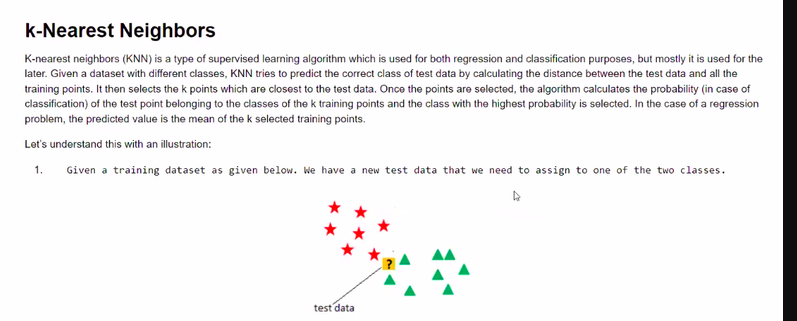 k-Nearest Neighbors
K-nearest neighbors (KNN) is a type of supervised learning algorithm which is used for both regression and classification purposes, but mostly it is used for the
later. Given a dataset with different classes, KNN tries to predict the correct class of test data by calculating the distance between the test data and all the
training points. It then selects the k points which are closest to the test data. Once the points are selected, the algorithm calculates the probability (in case of
classification) of the test point belonging to the classes of the k training points and the class with the highest probability is selected. In the case of a regression
problem, the predicted value is the mean of the k selected training points.
Let's understand this with an illustration:
1. Given a training dataset as given below. We have a new test data that we need to assign to one of the two classes.
?
test data